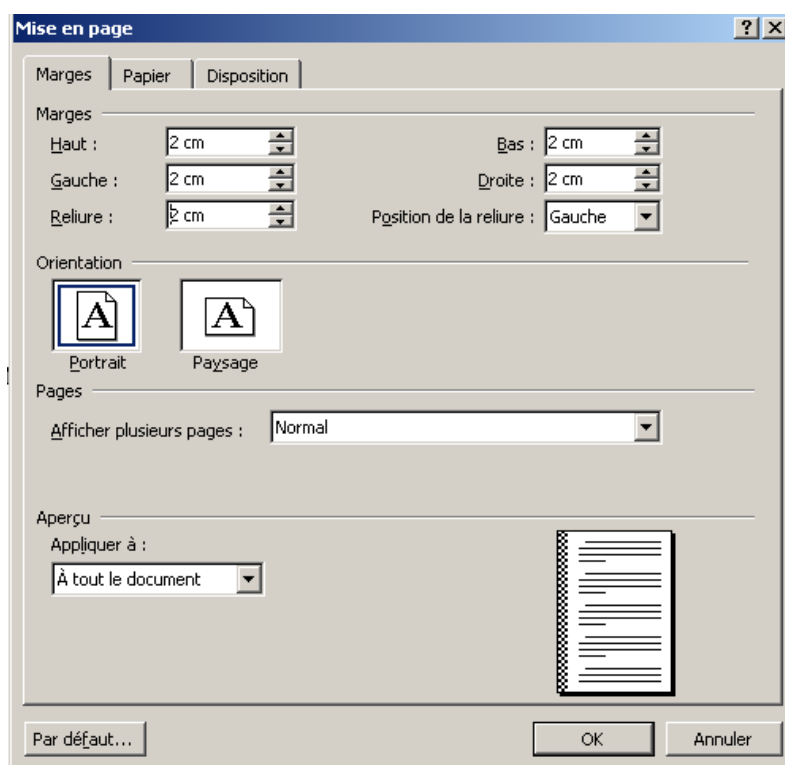 Mise en page
Marges Papier Disposition
Marges
Haut : 2 cm Bas : 2 cm
Gauche : 2 cm Droite : 2 cm
Reliure : 2 cm Position de la reliure : Gauche
Orientation
A A
Portrait Paysage
Pages
Afficher plusieurs pages : Normal
Aperçu
Appliquer à :
À tout le document
Par défaut... OK Annuler